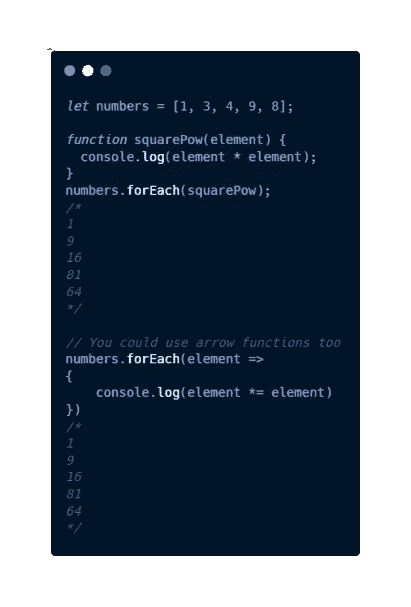 let numbers = [1, 3, 4, 9, 8];

function squarePow(element) {
  console.log(element * element);
}
numbers.forEach(squarePow);
/*
1
9
16
81
64
*/

// You could use arrow functions too
numbers.forEach(element =>
{
    console.log(element *= element)
})
/*
1
9
16
81
64
*/